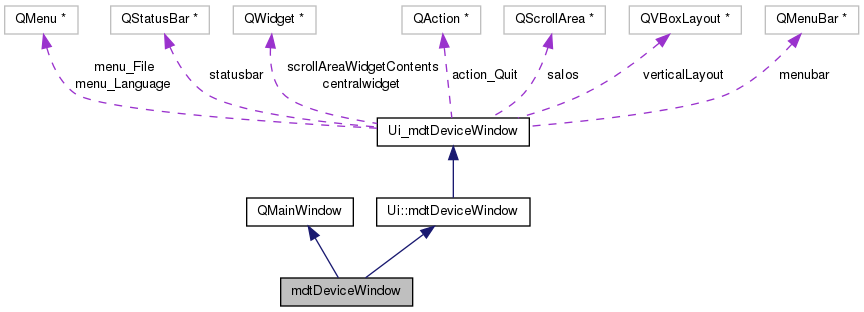 QMenu *
QStatusBar *
QWidget *
QAction *
QScrollArea *
QVBoxLayout *
QMenuBar *
menu_File
menu_Language
statusbar
scrollAreaWidgetContents
centralwidget
action_Quit
salos
verticalLayout
menubar
Ui_mdtDeviceWindow
QMainWindow
Ui::mdtDeviceWindow
mdtDeviceWindow